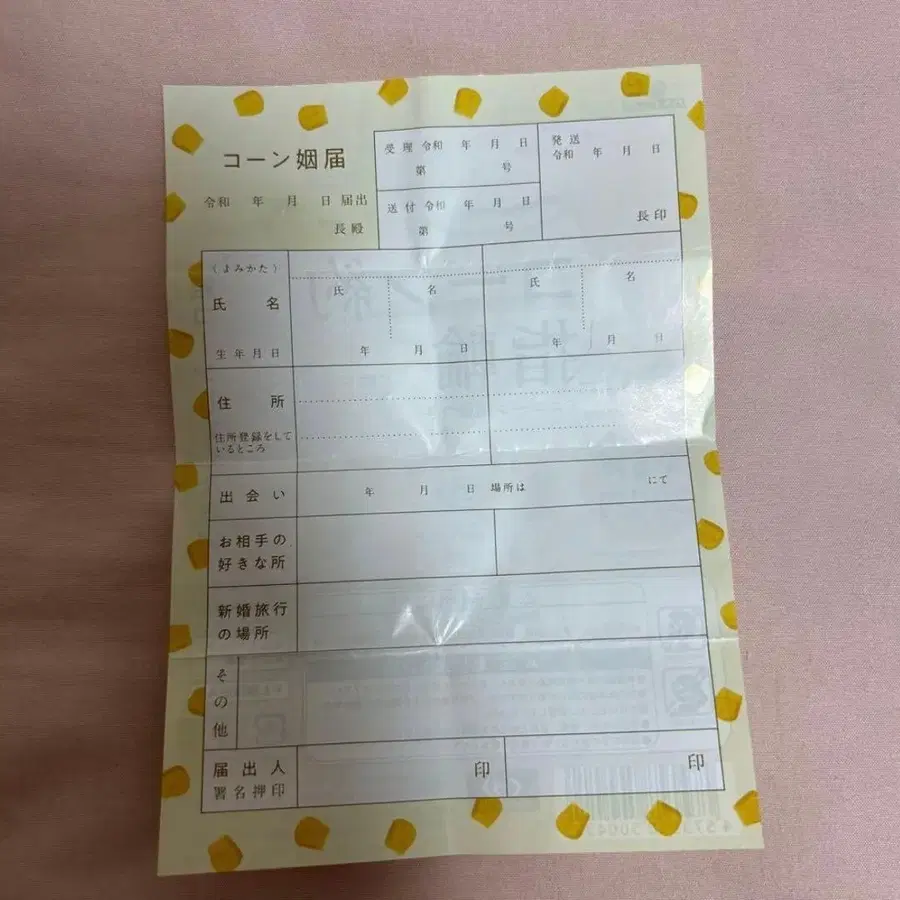 コーン姻届
令和　年　月　日 届出
長殿
受理 令和　年　月　日
第　　　号
送付 令和　年　月　日
第　　　号
発送
令和　年　月　日
長印
（よみかた）
氏　名
氏　名
氏　名
生年月日
年　月　日
年　月　日
住　所
住所登録をして
いるところ
出会い
年　月　日　場所は　　　にて
お相手の
好きな所
新婚旅行
の場所
その他
届出人
署名押印
印
印